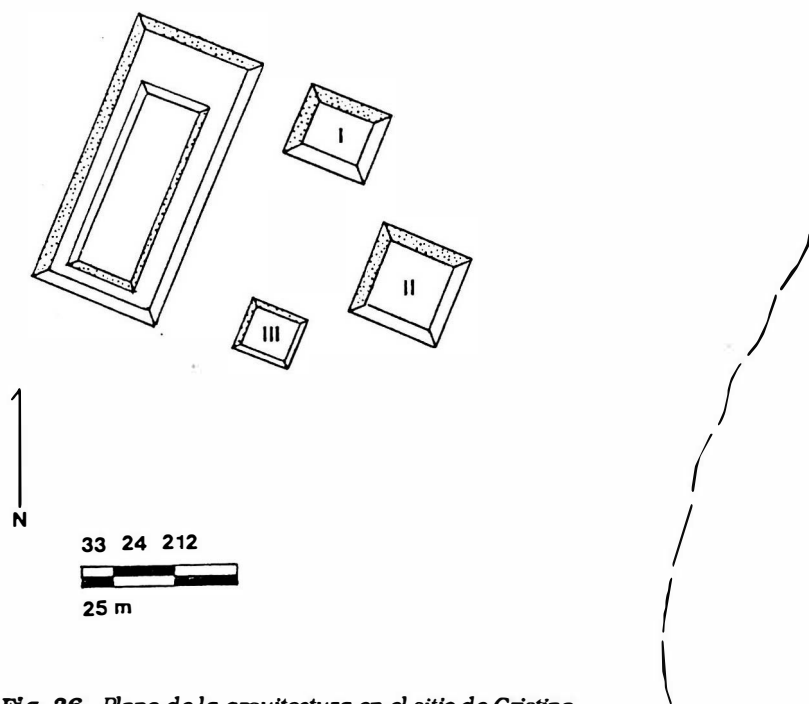 I
II
III
N
33 24 212
25 m
Fig. 26 Plano de la arquitectura en el sitio de Cristina